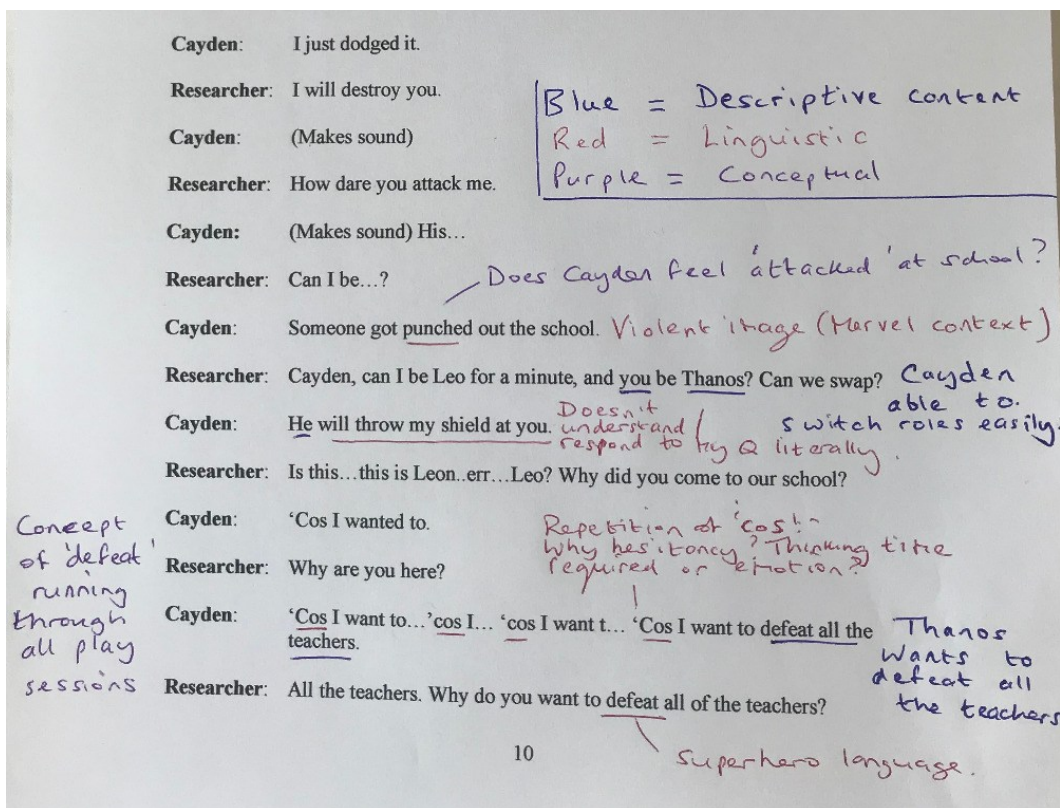 Cayden: I just dodged it.
Researcher: I will destroy you.
Blue = Descriptive content
Cayden: (Makes sound)
Red = Linguistic
Purple = Conceptual
Researcher: How dare you attack me.
Cayden: (Makes sound) His...
Researcher: Can I be...?
Does Cayden feel 'attacked' at school?
Cayden: Someone got punched out the school.
Violent image (Marvel context)
Researcher: Cayden, can I be Leo for a minute, and you be Thanos? Can we swap?
Cayden
able to
switch roles easily.
Cayden: He will throw my shield at you.
Doesn't
understand /
respond to my Q literally.
Researcher: Is this...this is Leon..err...Leo? Why did you come to our school?
Cayden: 'Cos I wanted to.
Repetition of 'cos' -
Why hesitancy? Thinking time
required or emotion?
Researcher: Why are you here?
Concept
of 'defeat'
running
through
all play
sessions
Cayden: 'Cos I want to...'cos I... 'cos I want t... 'Cos I want to defeat all the
teachers.
Thanos
wants to
defeat all
the teachers
Researcher: All the teachers. Why do you want to defeat all of the teachers?
10
Superhero language.